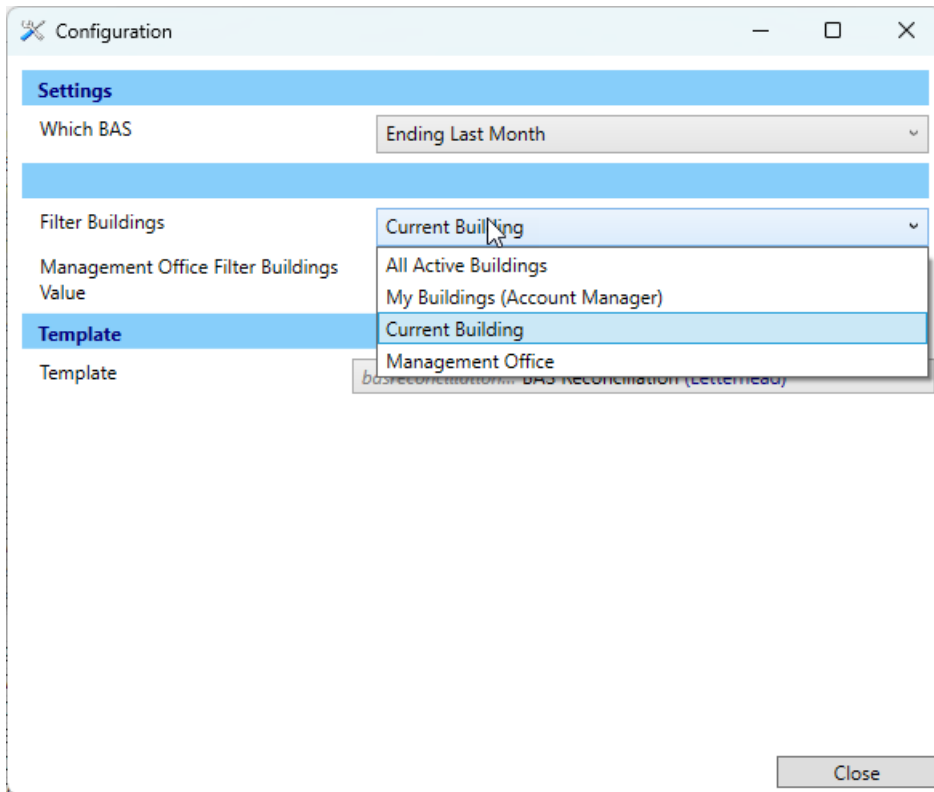 Configuration
Settings
Which BAS
Ending Last Month
Filter Buildings
Current Building
All Active Buildings
My Buildings (Account Manager)
Current Building
Management Office
Management Office Filter Buildings
Value
Template
Template
basreconciliation... BAS Reconciliation (Letterhead)
Close